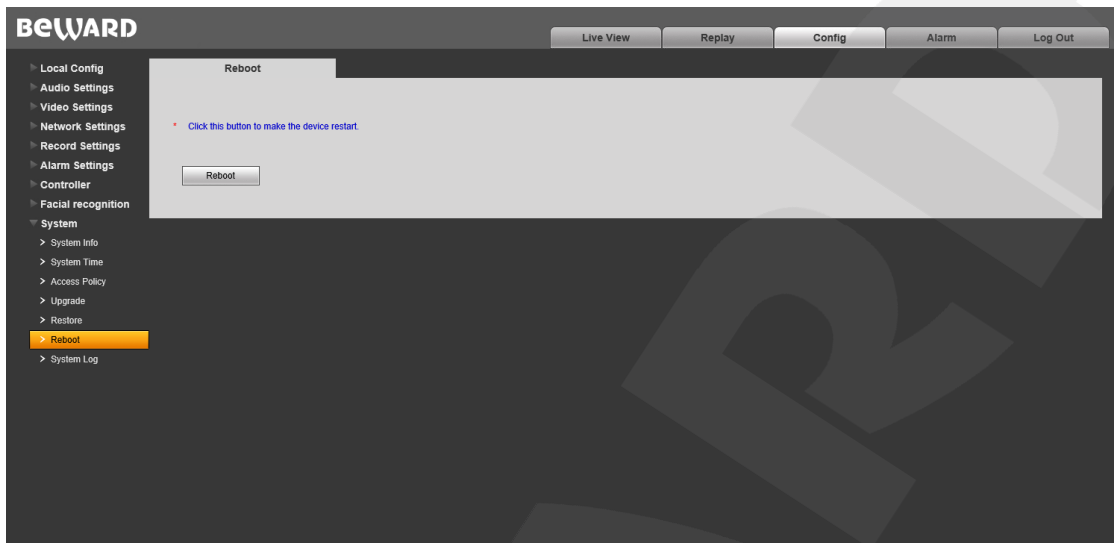 BEWARD
Live View Replay Config Alarm Log Out
Local Config
Audio Settings
Video Settings
Network Settings
Record Settings
Alarm Settings
Controller
Facial recognition
System
> System Info
> System Time
> Access Policy
> Upgrade
> Restore
> Reboot
> System Log
Reboot
* Click this button to make the device restart.
Reboot